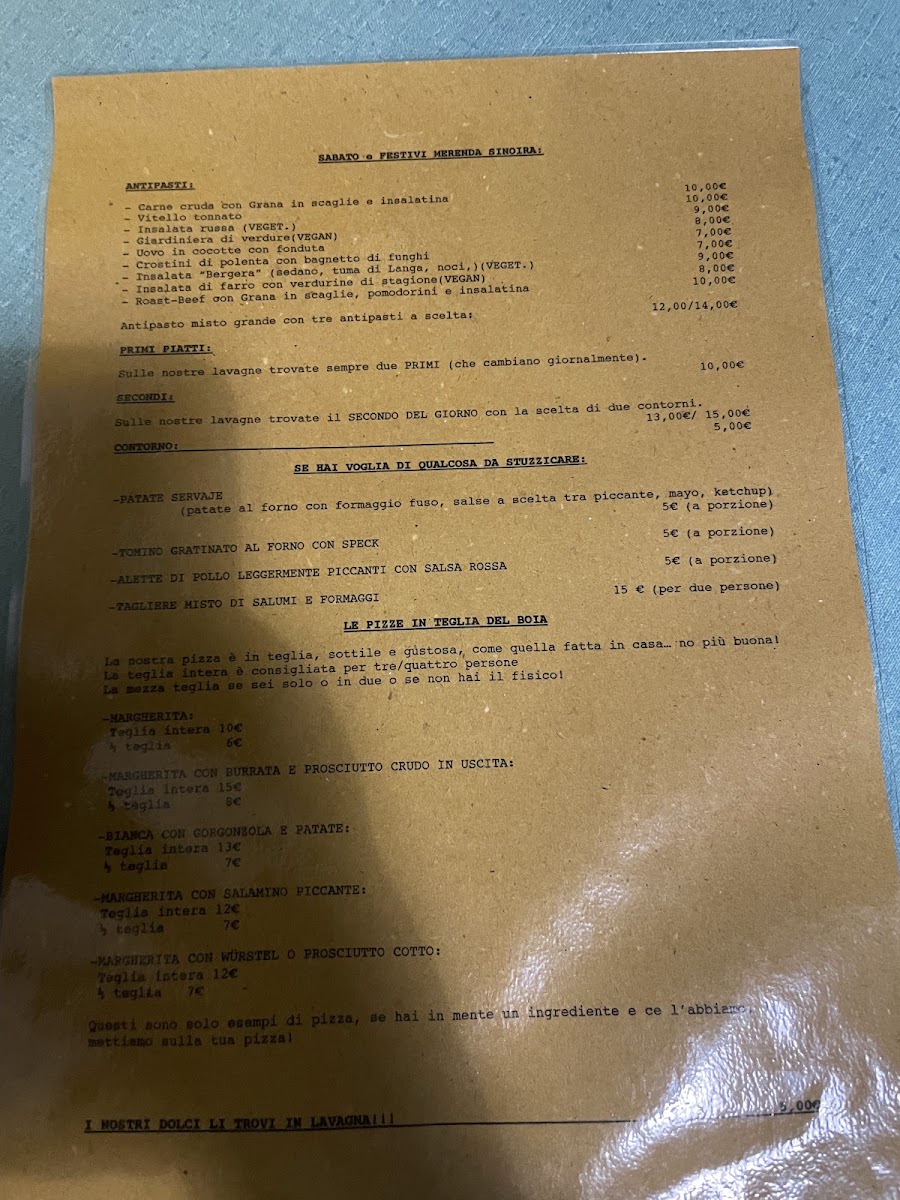 SABATO e FESTIVI MERENDA SINOIRA:
ANTIPASTI:
- Carne cruda con Grana in scaglie e insalatina 10,00€
- Vitello tonnato 10,00€
- Insalata russa (VEGET.) 9,00€
- Giardiniera di verdure(VEGAN) 8,00€
- Uovo in cocotte con fonduta 7,00€
- Crostini di polenta con bagnetto di funghi 7,00€
- Insalata "Bergera" (sedano, tuma di Langa, noci,)(VEGET.) 9,00€
- Insalata di farro con verdurine di stagione(VEGAN) 8,00€
- Roast-Beef con Grana in scaglie, pomodorini e insalatina 10,00€
Antipasto misto grande con tre antipasti a scelta: 12,00/14,00€
PRIMI PIATTI:
Sulle nostre lavagne trovate sempre due PRIMI (che cambiano giornalmente). 10,00€
SECONDI:
Sulle nostre lavagne trovate il SECONDO DEL GIORNO con la scelta di due contorni.
13,00€/ 15,00€
CONTORNO: 5,00€
SE HAI VOGLIA DI QUALCOSA DA STUZZICARE:
-PATATE SERVAJE
(patate al forno con formaggio fuso, salse a scelta tra piccante, mayo, ketchup)
5€ (a porzione)
-TOMINO GRATINATO AL FORNO CON SPECK 5€ (a porzione)
-ALETTE DI POLLO LEGGERMENTE PICCANTI CON SALSA ROSSA 5€ (a porzione)
-TAGLIERE MISTO DI SALUMI E FORMAGGI 15 € (per due persone)
LE PIZZE IN TEGLIA DEL BOIA
La nostra pizza è in teglia, sottile e gustosa, come quella fatta in casa… no più buona!
La teglia intera è consigliata per tre/quattro persone
La mezza teglia se sei solo o in due o se non hai il fisico!
-MARGHERITA:
Teglia intera 10€
½ teglia 6€
-MARGHERITA CON BURRATA E PROSCIUTTO CRUDO IN USCITA:
Teglia intera 15€
½ teglia 8€
-BIANCA CON GORGONZOLA E PATATE:
Teglia intera 13€
½ teglia 7€
-MARGHERITA CON SALAMINO PICCANTE:
Teglia intera 12€
½ teglia 7€
-MARGHERITA CON WÜRSTEL O PROSCIUTTO COTTO:
Teglia intera 12€
½ teglia 7€
Questi sono solo esempi di pizza, se hai in mente un ingrediente e ce l'abbiamo,
mettiamo sulla tua pizza!
I NOSTRI DOLCI LI TROVI IN LAVAGNA!!! 5,00€